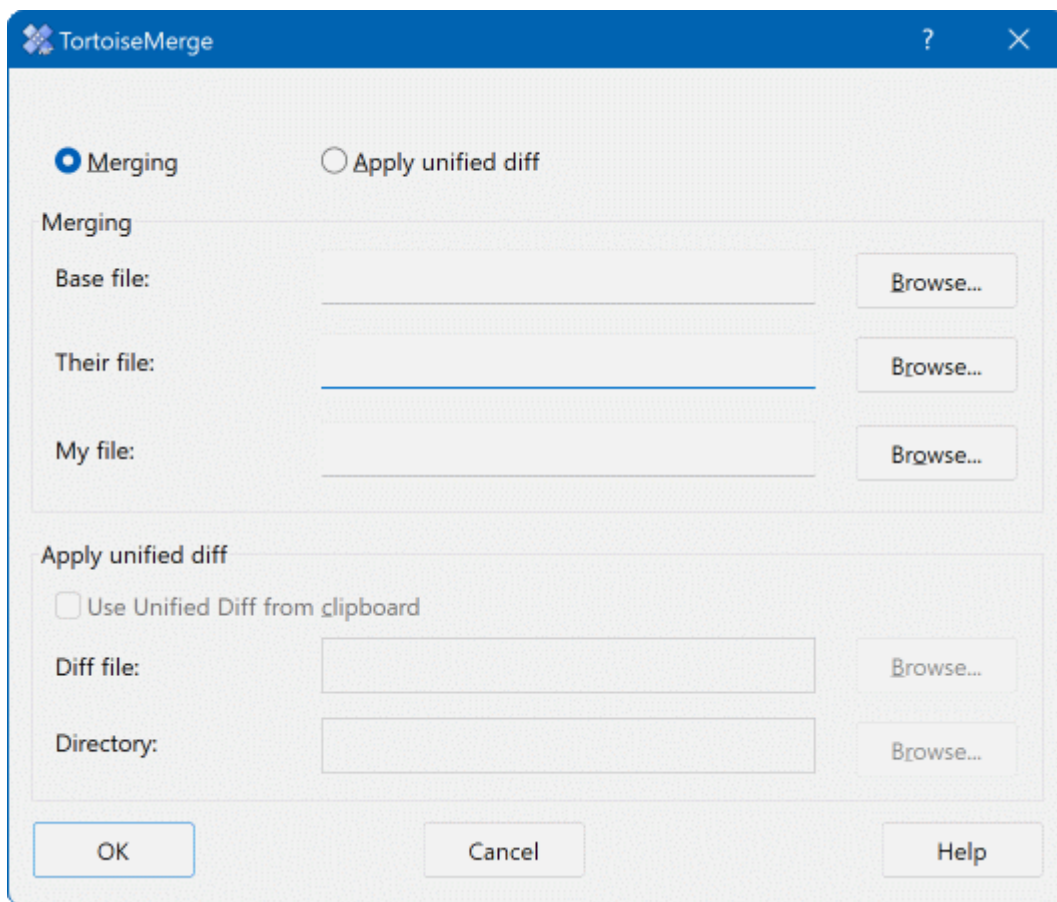 TortoiseMerge ?
Merging Apply unified diff
Merging
Base file: Browse...
Their file: Browse...
My file: Browse...
Apply unified diff
Use Unified Diff from clipboard
Diff file: Browse...
Directory: Browse...
OK Cancel Help